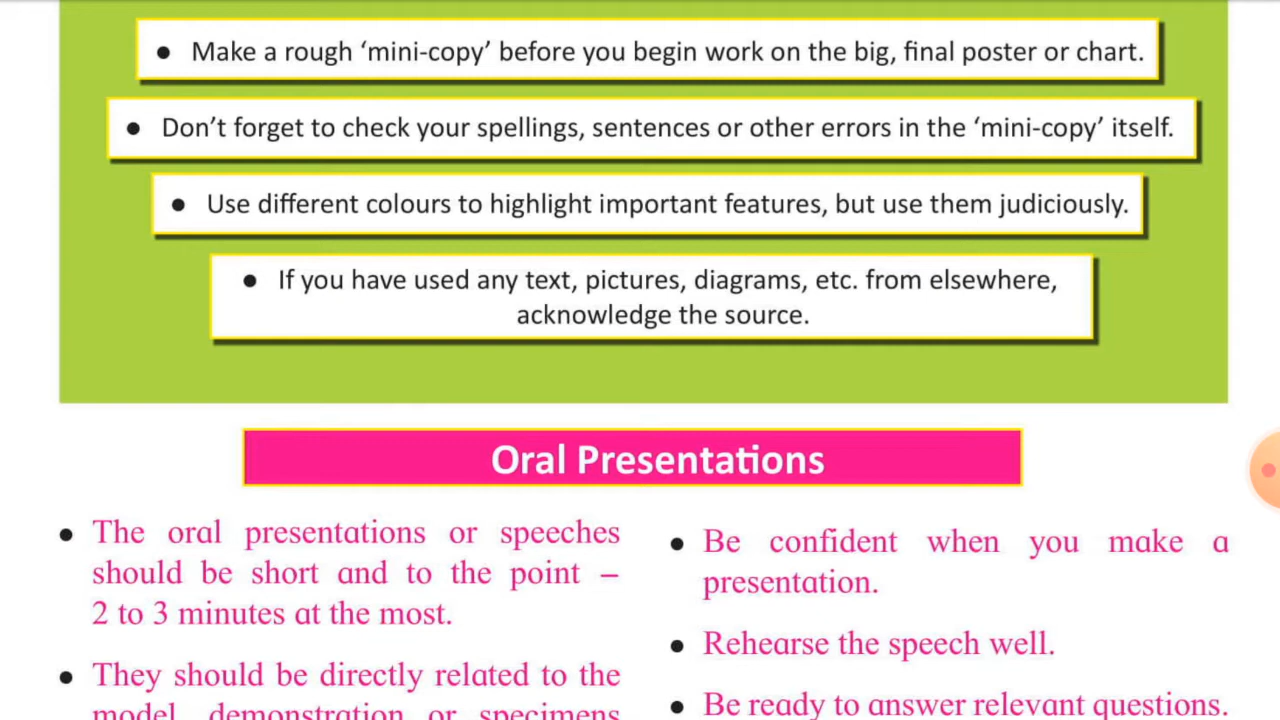 ● Make a rough ‘mini-copy’ before you begin work on the big, final poster or chart.
● Don’t forget to check your spellings, sentences or other errors in the ‘mini-copy’ itself.
● Use different colours to highlight important features, but use them judiciously.
● If you have used any text, pictures, diagrams, etc. from elsewhere,
acknowledge the source.
Oral Presentations
● The oral presentations or speeches
should be short and to the point –
2 to 3 minutes at the most.
● They should be directly related to the
model, demonstration or specimens
● Be confident when you make a
presentation.
● Rehearse the speech well.
● Be ready to answer relevant questions.